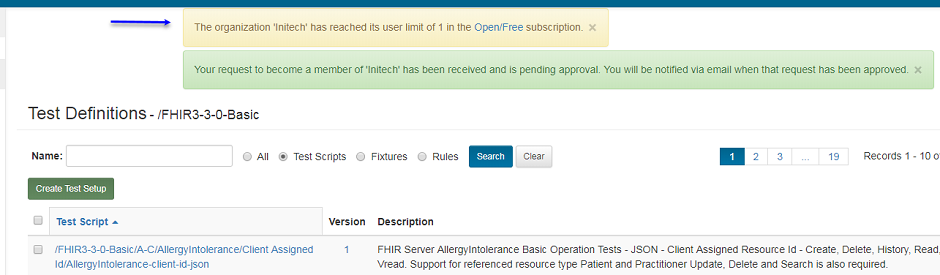 The organization 'Initech' has reached its user limit of 1 in the Open/Free subscription. ×
Your request to become a member of 'Initech' has been received and is pending approval. You will be notified via email when that request has been approved. ×
Test Definitions - /FHIR3-3-0-Basic
Name: All Test Scripts Fixtures Rules Search Clear 1 2 3 ... 19 Records 1 - 10 of
Create Test Setup
Test Script Version Description
/FHIR3-3-0-Basic/A-C/AllergyIntolerance/Client Assigned 1 FHIR Server AllergyIntolerance Basic Operation Tests - JSON - Client Assigned Resource Id - Create, Delete, History, Read,
Id/AllergyIntolerance-client-id-json Vread. Support for referenced resource type Patient and Practitioner Update, Delete and Search is also required.